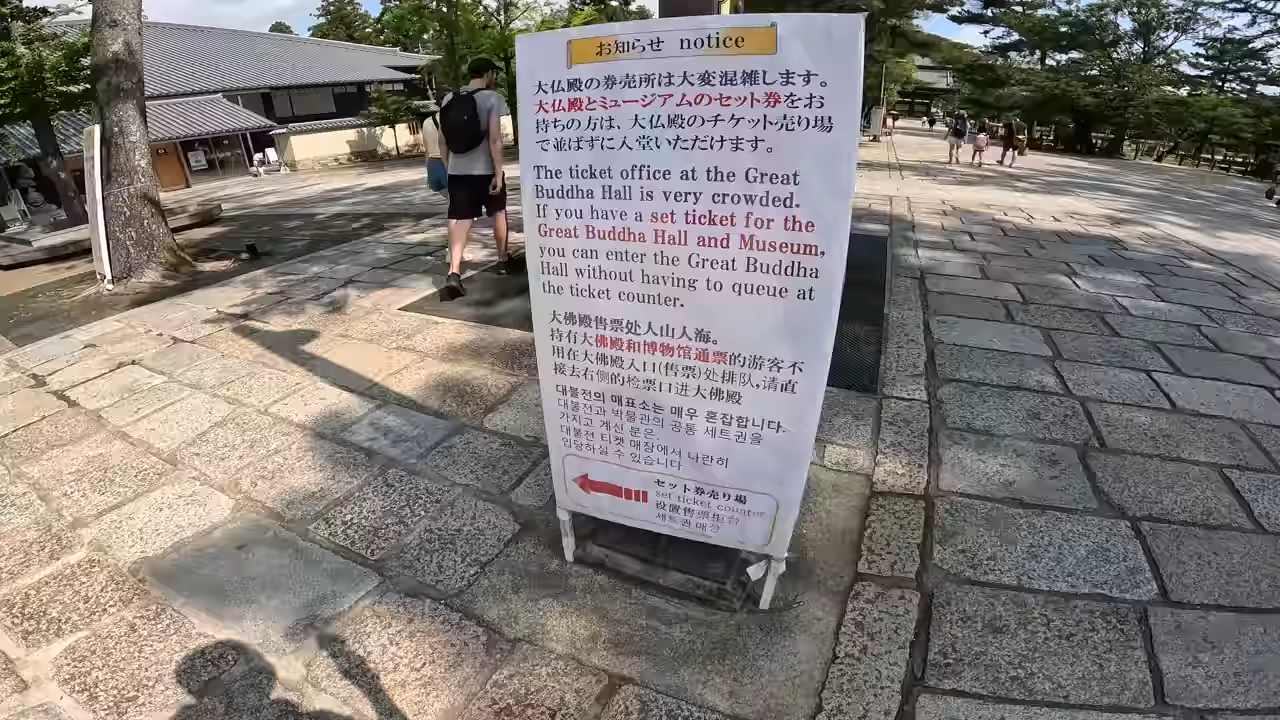 お知らせ notice
大仏殿の券売所は大変混雑します。
大仏殿とミュージアムのセット券をお
持ちの方は、大仏殿のチケット売り場
で並ばずに入堂いただけます。
The ticket office at the Great
Buddha Hall is very crowded.
If you have a set ticket for the
Great Buddha Hall and Museum,
you can enter the Great Buddha
Hall without having to queue at
the ticket counter.
大佛殿售票处人山人海。
持有大佛殿和博物馆通票的游客不
用在大佛殿入口(售票)处排队,请直
接去右侧的检票口进大佛殿
대불전의 매표소는 매우 혼잡합니다.
대불전과 박물관의 공통 세트권을
가지고 계신 분은,
대불전 티켓 매장에서 나란히
입당하실 수 있습니다
セット券売り場
set ticket counter
设置售票柜台
세트권 매장